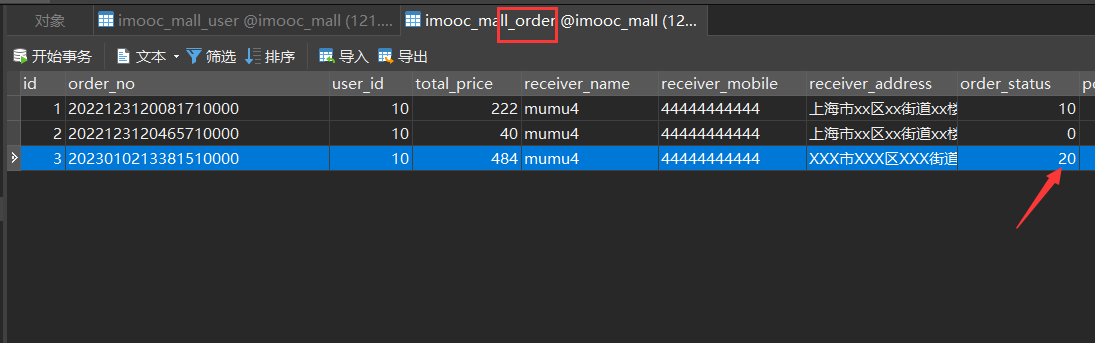 对象 imooc_mall_user @imooc_mall (121.... imooc_mall_order @imooc_mall (12...
开始事务 文本 筛选 排序 导入 导出
id order_no user_id total_price receiver_name receiver_mobile receiver_address order_status po
1 2022123120081710000 10 222 mumu4 44444444444 上海市xx区xx街道xx楼 10
2 2022123120465710000 10 40 mumu4 44444444444 上海市xx区xx街道xx楼 0
3 2023010213381510000 10 484 mumu4 44444444444 XXX市XXX区XXX街道 20